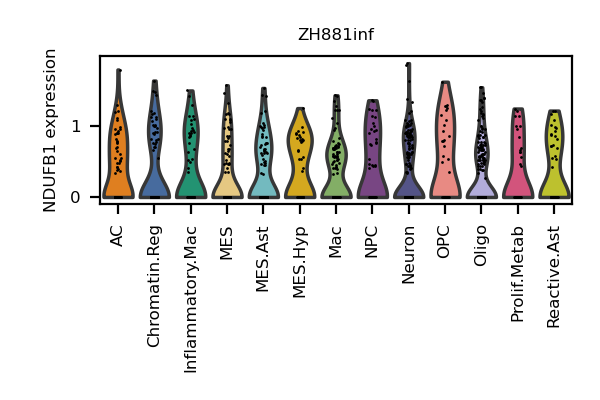 ZH881inf
NDUFB1 expression
1
0
AC
Chromatin.Reg
Inflammatory.Mac
MES
MES.Ast
MES.Hyp
Mac
NPC
Neuron
OPC
Oligo
Prolif.Metab
Reactive.Ast